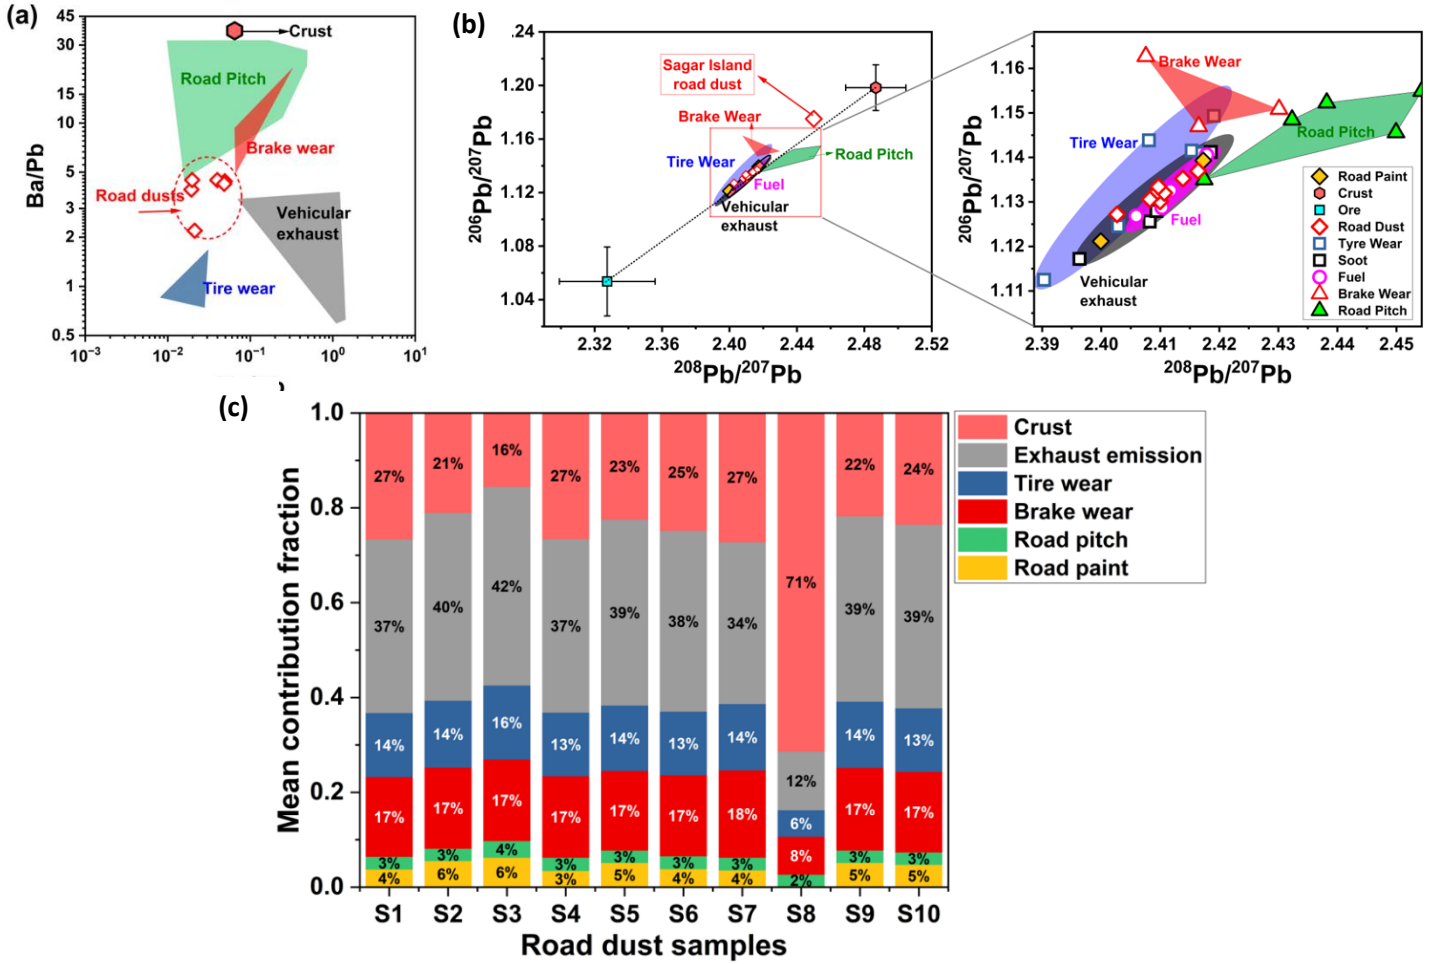 (a)
45
30
15
10
5
3
2
1
0.5
Ba/Pb
10⁻³
10⁻²
10⁻¹
10⁰
10¹
Crust
Road Pitch
Brake wear
Road dusts
Vehicular
exhaust
Tire wear
(b)
.24
1.20
1.16
1.12
1.08
1.04
²⁰⁶Pb/²⁰⁷Pb
2.32
2.36
2.40
2.44
2.48
2.52
²⁰⁸Pb/²⁰⁷Pb
Sagar Island
road dust
Brake Wear
Tire Wear
Road Pitch
Fuel
Vehicular
exhaust
1.16
1.15
1.14
1.13
1.12
1.11
²⁰⁶Pb/²⁰⁷Pb
2.39
2.40
2.41
2.42
2.43
2.44
2.45
²⁰⁸Pb/²⁰⁷Pb
Brake Wear
Tire Wear
Road Pitch
Fuel
Vehicular
exhaust
Road Paint
Crust
Ore
Road Dust
Tyre Wear
Soot
Fuel
Brake Wear
Road Pitch
(c)
1.0
0.8
0.6
0.4
0.2
0.0
Mean contribution fraction
27%
37%
14%
17%
3%
4%
21%
40%
14%
17%
3%
6%
16%
42%
16%
17%
4%
6%
27%
37%
13%
17%
3%
3%
23%
39%
14%
17%
3%
5%
25%
38%
13%
17%
3%
4%
27%
34%
14%
18%
3%
4%
71%
12%
6%
8%
2%
22%
39%
14%
17%
3%
5%
24%
39%
13%
17%
3%
5%
S1
S2
S3
S4
S5
S6
S7
S8
S9
S10
Road dust samples
Crust
Exhaust emission
Tire wear
Brake wear
Road pitch
Road paint